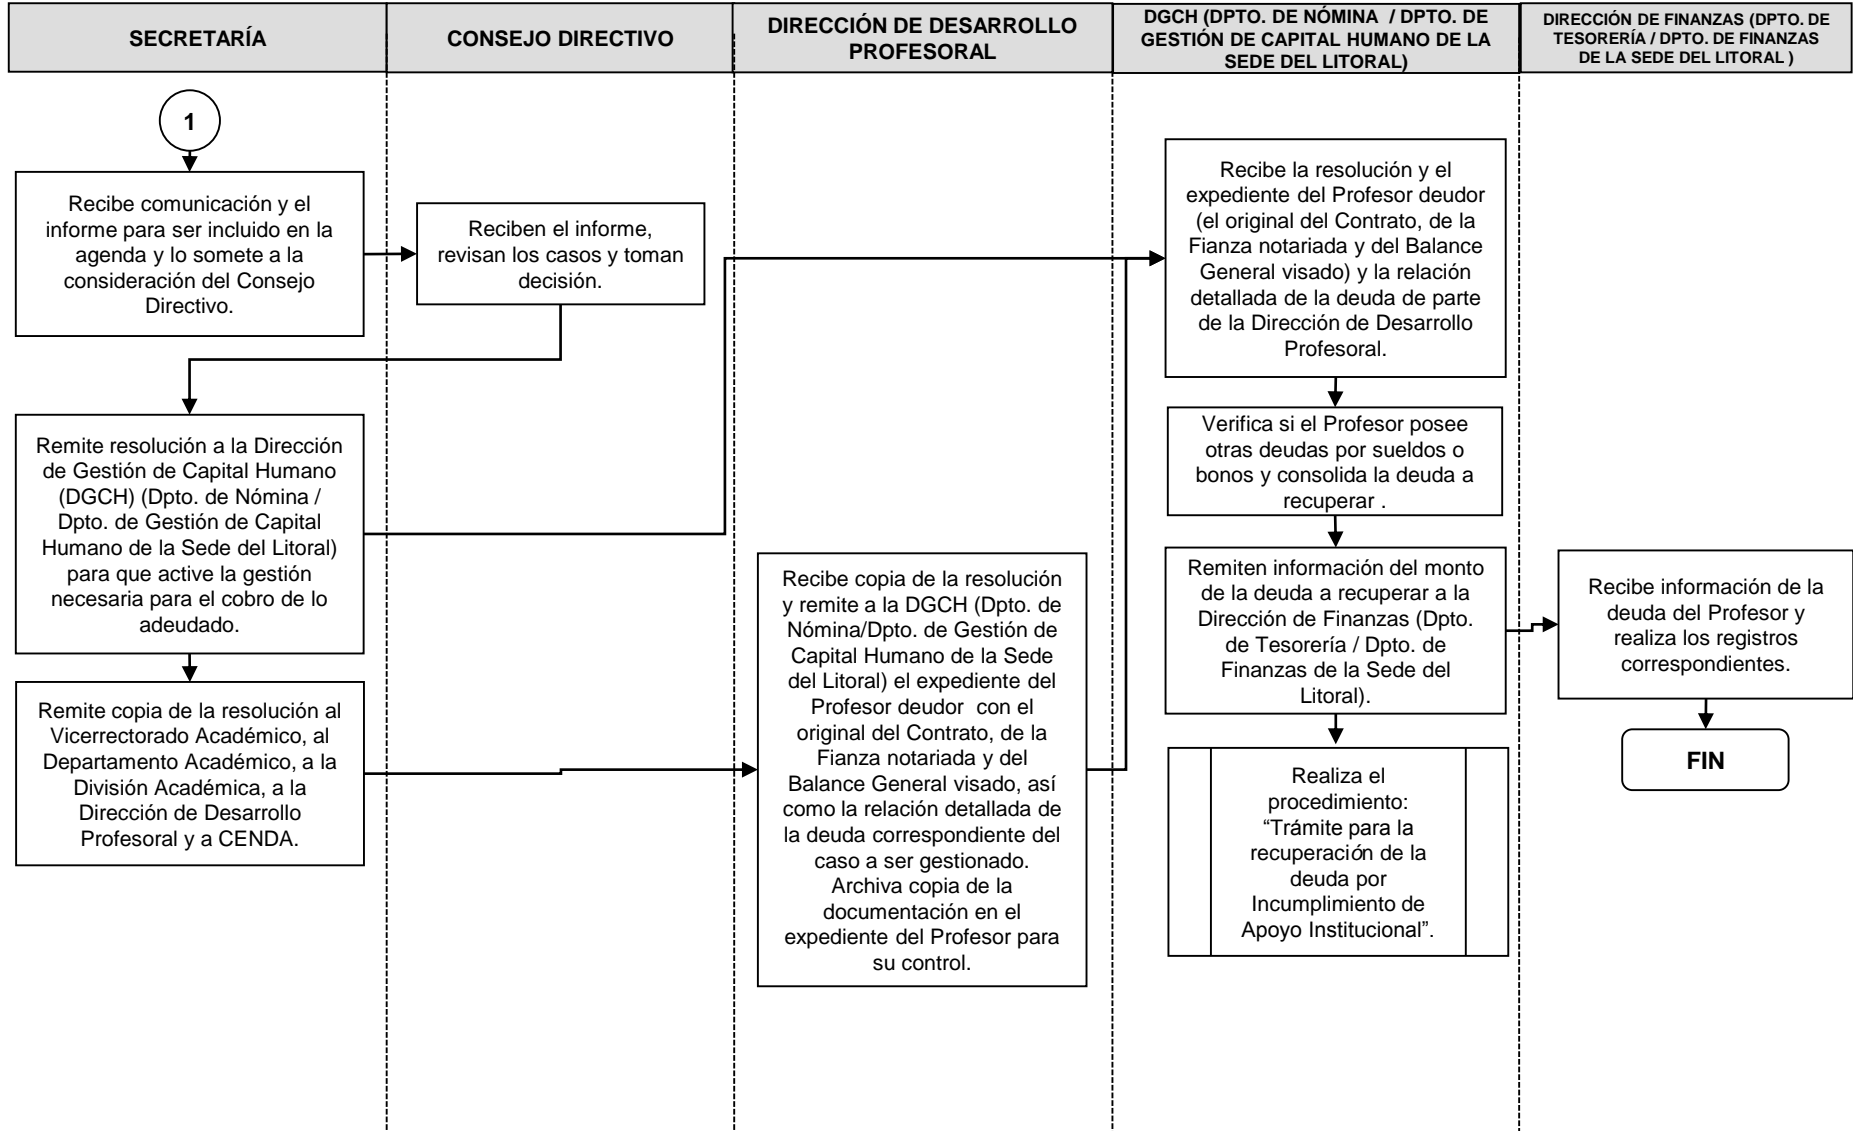 SECRETARÍA
CONSEJO DIRECTIVO
DIRECCIÓN DE DESARROLLO
PROFESORAL
DGCH (DPTO. DE NÓMINA / DPTO. DE
GESTIÓN DE CAPITAL HUMANO DE LA
SEDE DEL LITORAL)
DIRECCIÓN DE FINANZAS (DPTO. DE
TESORERÍA / DPTO. DE FINANZAS
DE LA SEDE DEL LITORAL )
1
Recibe comunicación y el
informe para ser incluido en la
agenda y lo somete a la
consideración del Consejo
Directivo.
Reciben el informe,
revisan los casos y toman
decisión.
Remite resolución a la Dirección
de Gestión de Capital Humano
(DGCH) (Dpto. de Nómina /
Dpto. de Gestión de Capital
Humano de la Sede del Litoral)
para que active la gestión
necesaria para el cobro de lo
adeudado.
Remite copia de la resolución al
Vicerrectorado Académico, al
Departamento Académico, a la
División Académica, a la
Dirección de Desarrollo
Profesoral y a CENDA.
Recibe copia de la resolución
y remite a la DGCH (Dpto. de
Nómina/Dpto. de Gestión de
Capital Humano de la Sede
del Litoral) el expediente del
Profesor deudor con el
original del Contrato, de la
Fianza notariada y del
Balance General visado, así
como la relación detallada de
la deuda correspondiente del
caso a ser gestionado.
Archiva copia de la
documentación en el
expediente del Profesor para
su control.
Recibe la resolución y el
expediente del Profesor deudor
(el original del Contrato, de la
Fianza notariada y del Balance
General visado) y la relación
detallada de la deuda de parte
de la Dirección de Desarrollo
Profesoral.
Verifica si el Profesor posee
otras deudas por sueldos o
bonos y consolida la deuda a
recuperar .
Remiten información del monto
de la deuda a recuperar a la
Dirección de Finanzas (Dpto.
de Tesorería / Dpto. de
Finanzas de la Sede del
Litoral).
Realiza el
procedimiento:
“Trámite para la
recuperación de la
deuda por
Incumplimiento de
Apoyo Institucional”.
Recibe información de la
deuda del Profesor y
realiza los registros
correspondientes.
FIN